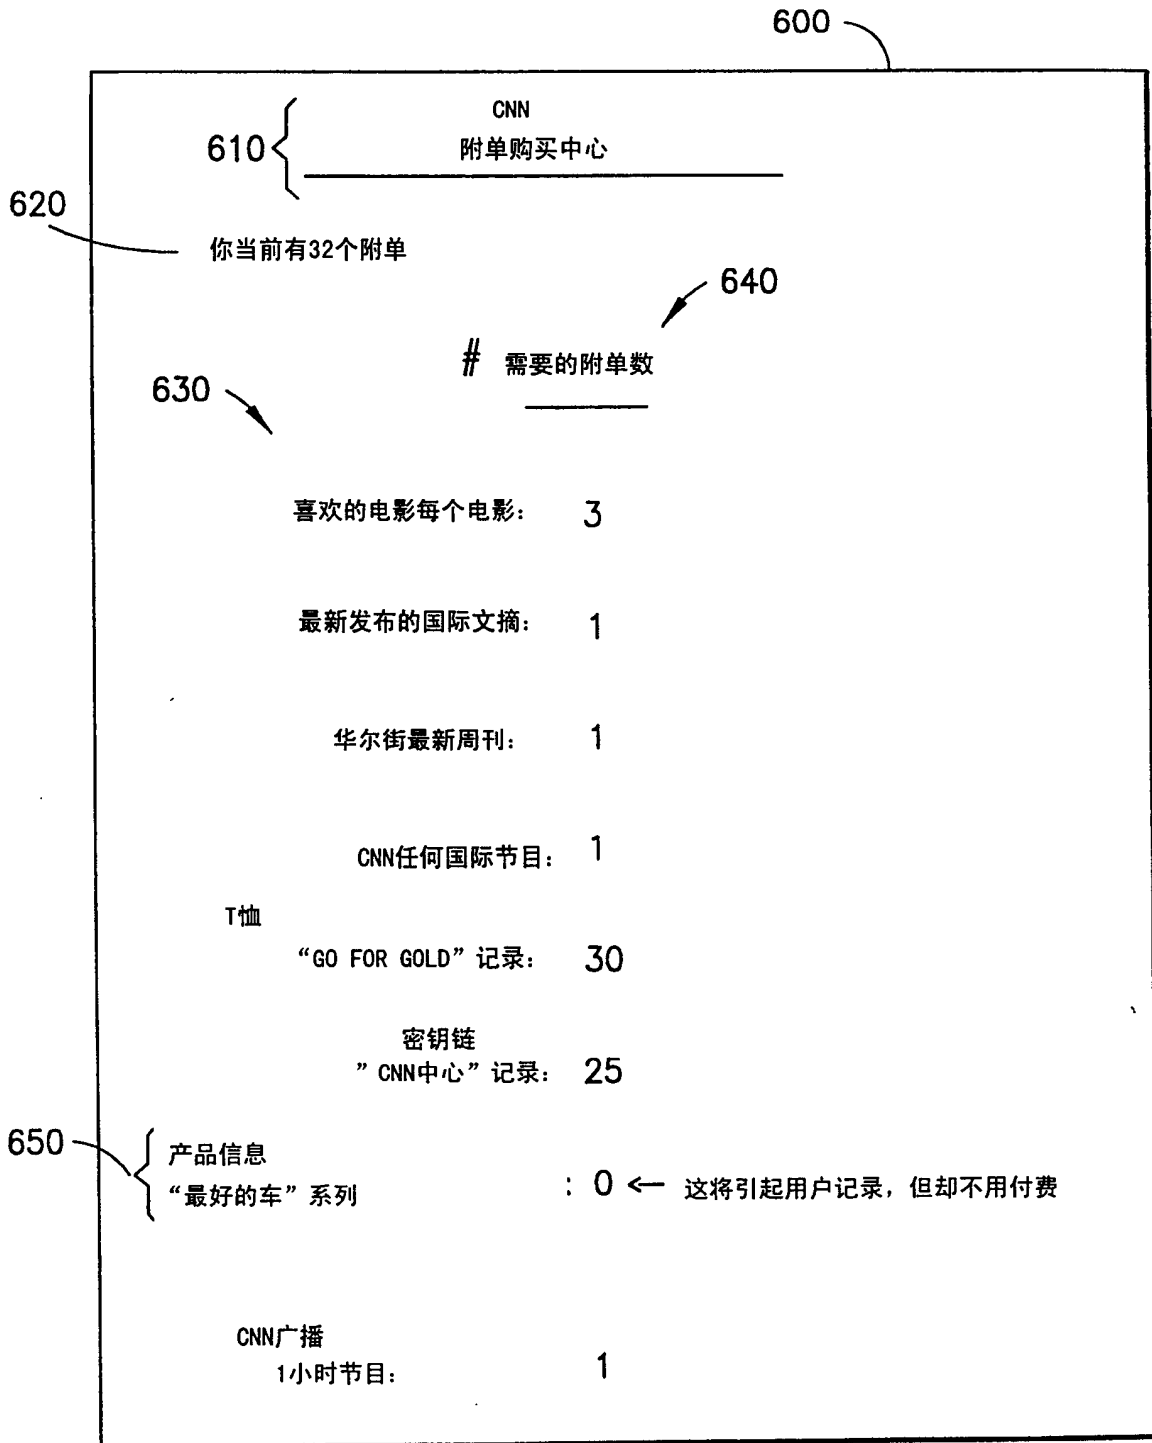 600
CNN
610
附单购买中心
620
你当前有32个附单
640
# 需要的附单数
630
喜欢的电影每个电影: 3
最新发布的国际文摘: 1
华尔街最新周刊: 1
CNN任何国际节目: 1
T恤
“GO FOR GOLD”记录: 30
密钥链
”CNN中心”记录: 25
650
产品信息
“最好的车”系列 : 0 ← 这将引起用户记录，但却不用付费
CNN广播
1小时节目: 1